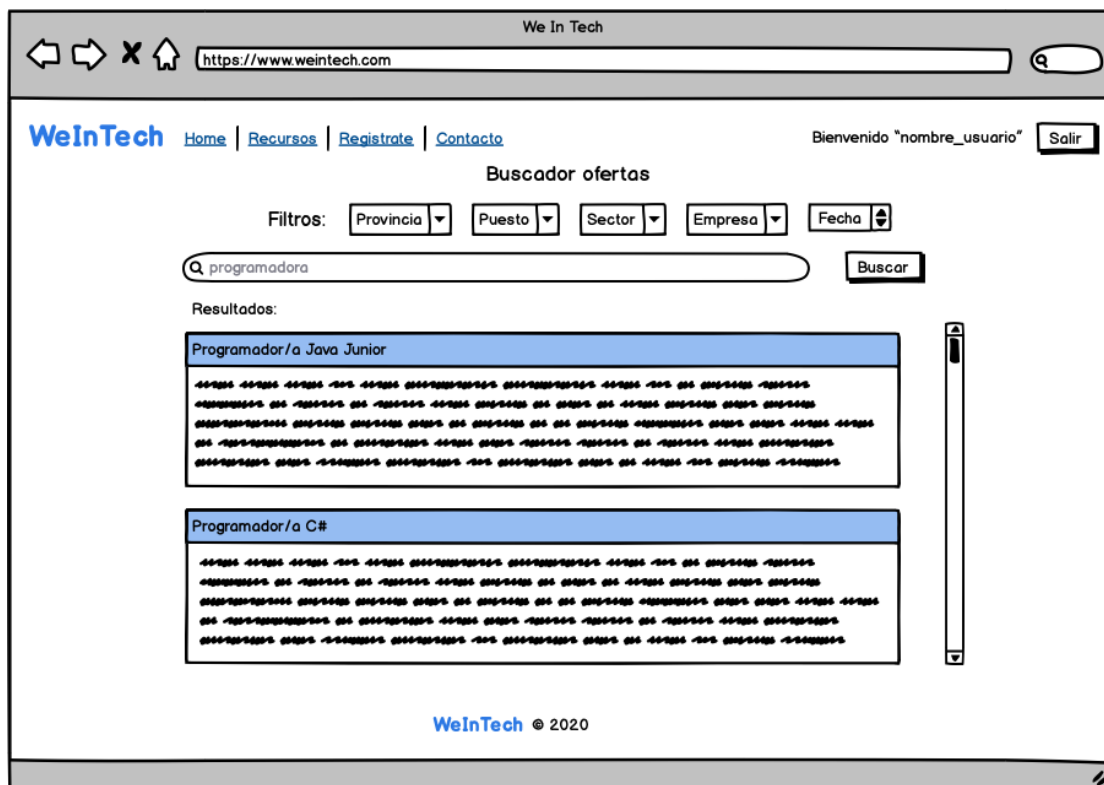 We In Tech
https://www.weintech.com
WeInTech Home Recursos Registrate Contacto Bienvenido “nombre_usuario” Salir
Buscador ofertas
Filtros: Provincia Puesto Sector Empresa Fecha
programadora Buscar
Resultados:
Programador/a Java Junior
Programador/a C#
WeInTech © 2020